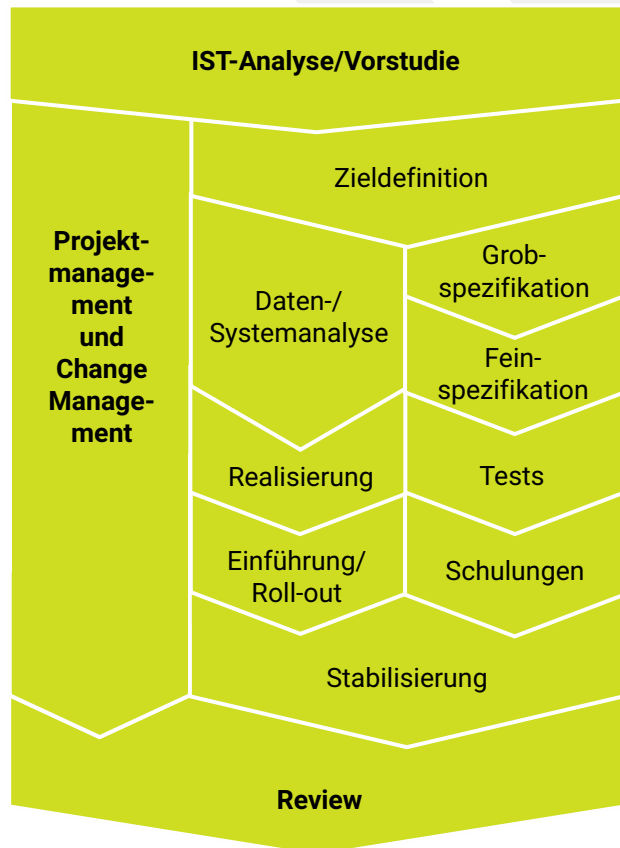 IST-Analyse/Vorstudie
Zieldefinition
Projekt-
manage-
ment
und
Change
Manage-
ment
Daten-/
Systemanalyse
Grob-
spezifikation
Fein-
spezifikation
Realisierung
Tests
Einführung/
Roll-out
Schulungen
Stabilisierung
Review